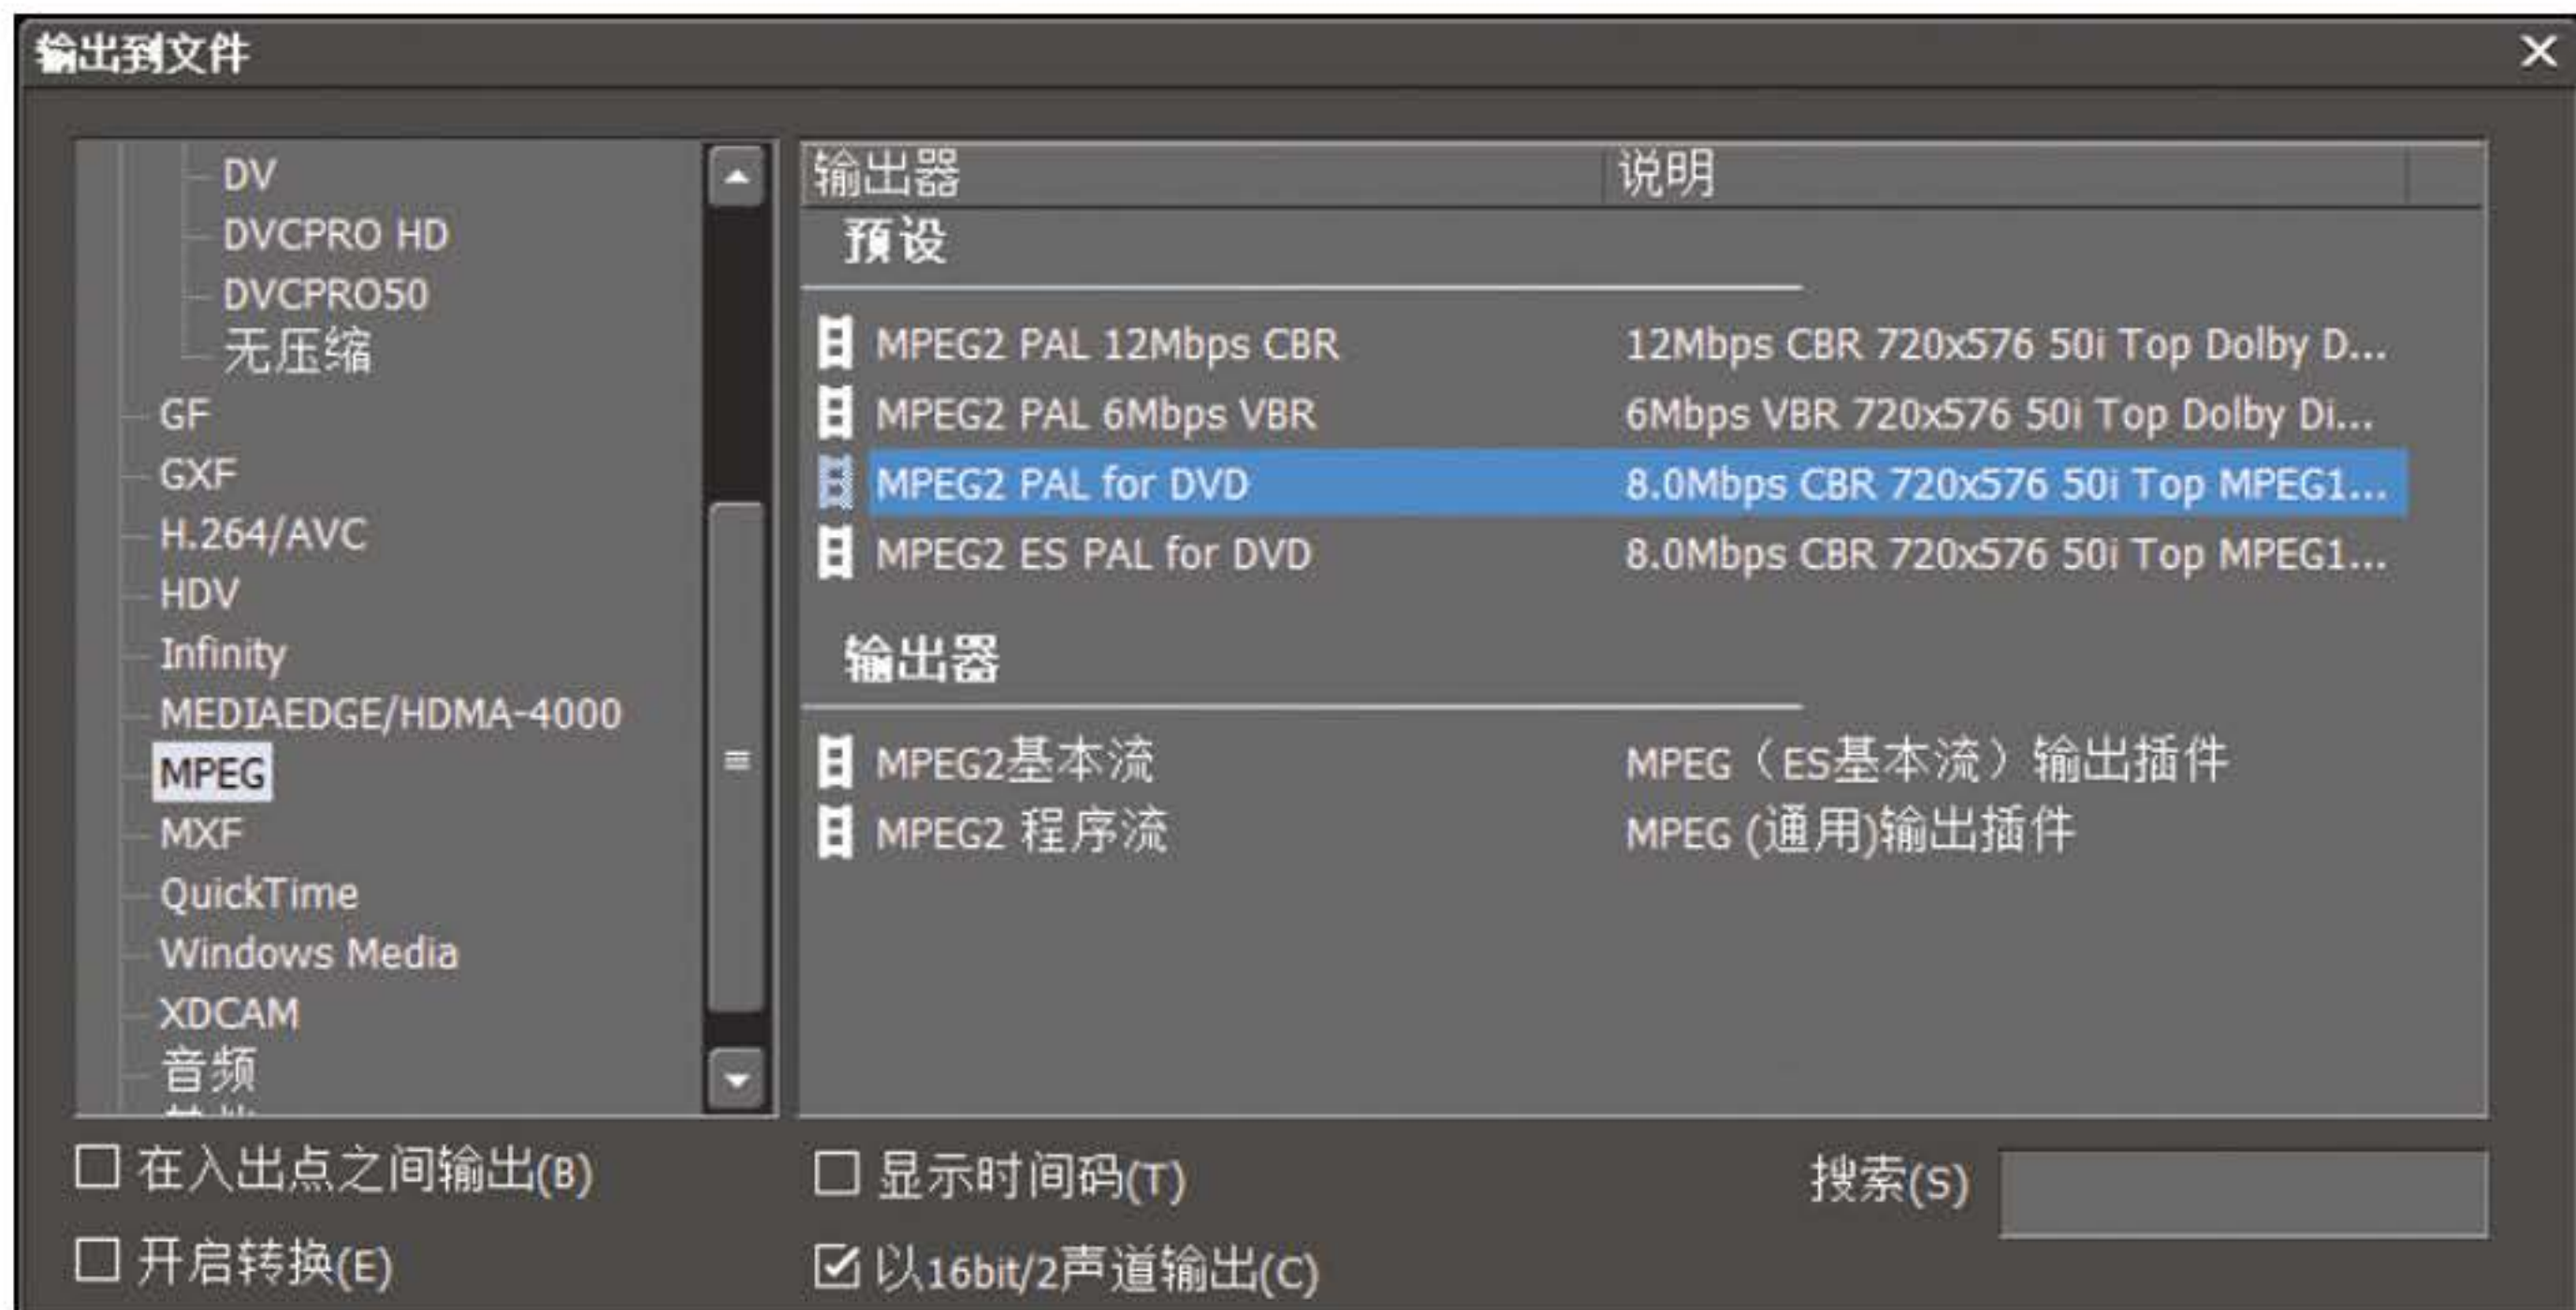 输出到文件
DV
DVCPRO HD
DVCPRO50
无压缩
GF
GXF
H.264/AVC
HDV
Infinity
MEDIAEDGE/HDMA-4000
MPEG
MXF
QuickTime
Windows Media
XDCAM
音频
输出器 说明
预设
MPEG2 PAL 12Mbps CBR 12Mbps CBR 720x576 50i Top Dolby D...
MPEG2 PAL 6Mbps VBR 6Mbps VBR 720x576 50i Top Dolby Di...
MPEG2 PAL for DVD 8.0Mbps CBR 720x576 50i Top MPEG1...
MPEG2 ES PAL for DVD 8.0Mbps CBR 720x576 50i Top MPEG1...
输出器
MPEG2基本流 MPEG（ES基本流）输出插件
MPEG2 程序流 MPEG (通用)输出插件
在入出点之间输出(B) 显示时间码(T) 搜索(S)
开启转换(E) 以16bit/2声道输出(C)